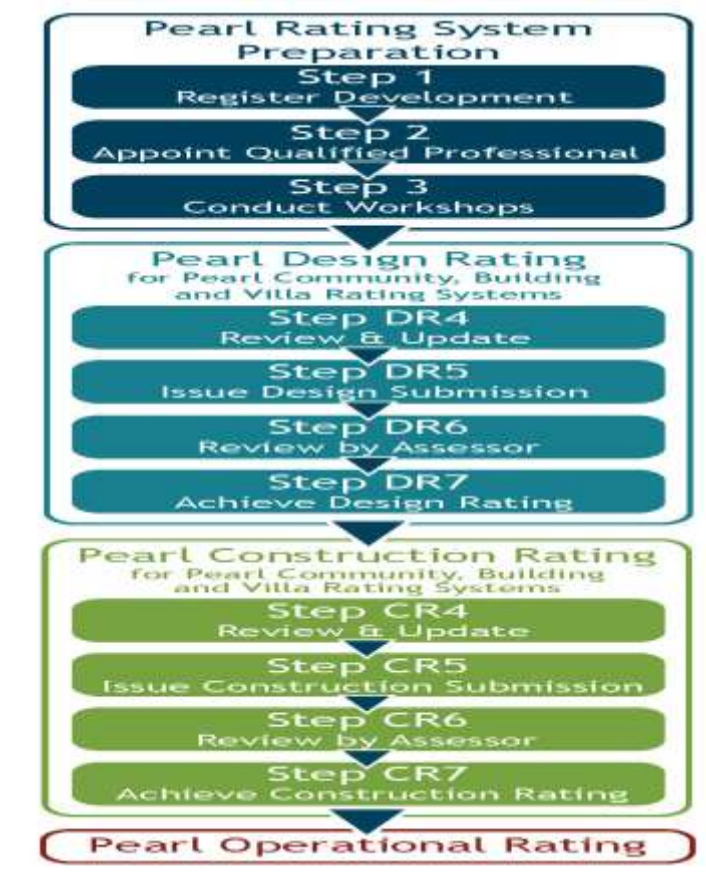 Pearl Rating System
Preparation
Step 1
Register Development
Step 2
Appoint Qualified Professional
Step 3
Conduct Workshops
Pearl Design Rating
for Pearl Community, Building
and Villa Rating Systems
Step DR4
Review & Update
Step DR5
Issue Design Submission
Step DR6
Review by Assessor
Step DR7
Achieve Design Rating
Pearl Construction Rating
for Pearl Community, Building
and Villa Rating Systems
Step CR4
Review & Update
Step CR5
Issue Construction Submission
Step CR6
Review by Assessor
Step CR7
Achieve Construction Rating
Pearl Operational Rating